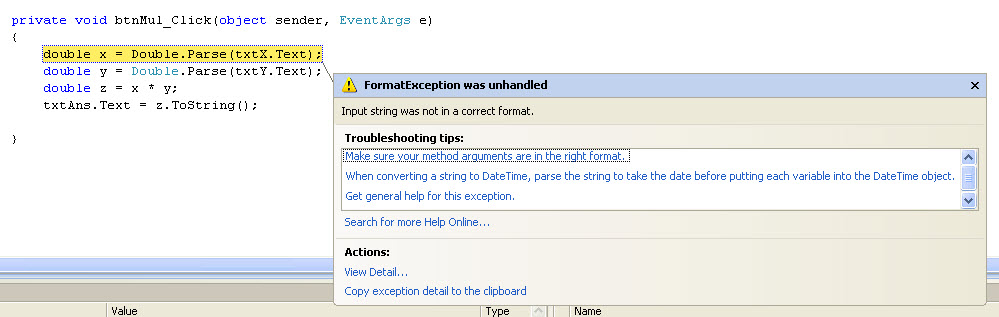 private void btnMul_Click(object sender, EventArgs e)
{
double x = Double.Parse(txtX.Text);
double y = Double.Parse(txtY.Text);
double z = x * y;
txtAns.Text = z.ToString();
}
FormatException was unhandled
Input string was not in a correct format.
Troubleshooting tips:
Make sure your method arguments are in the right format.
When converting a string to DateTime, parse the string to take the date before putting each variable into the DateTime object.
Get general help for this exception.
Search for more Help Online...
Actions:
View Detail...
Copy exception detail to the clipboard
Value Type Name